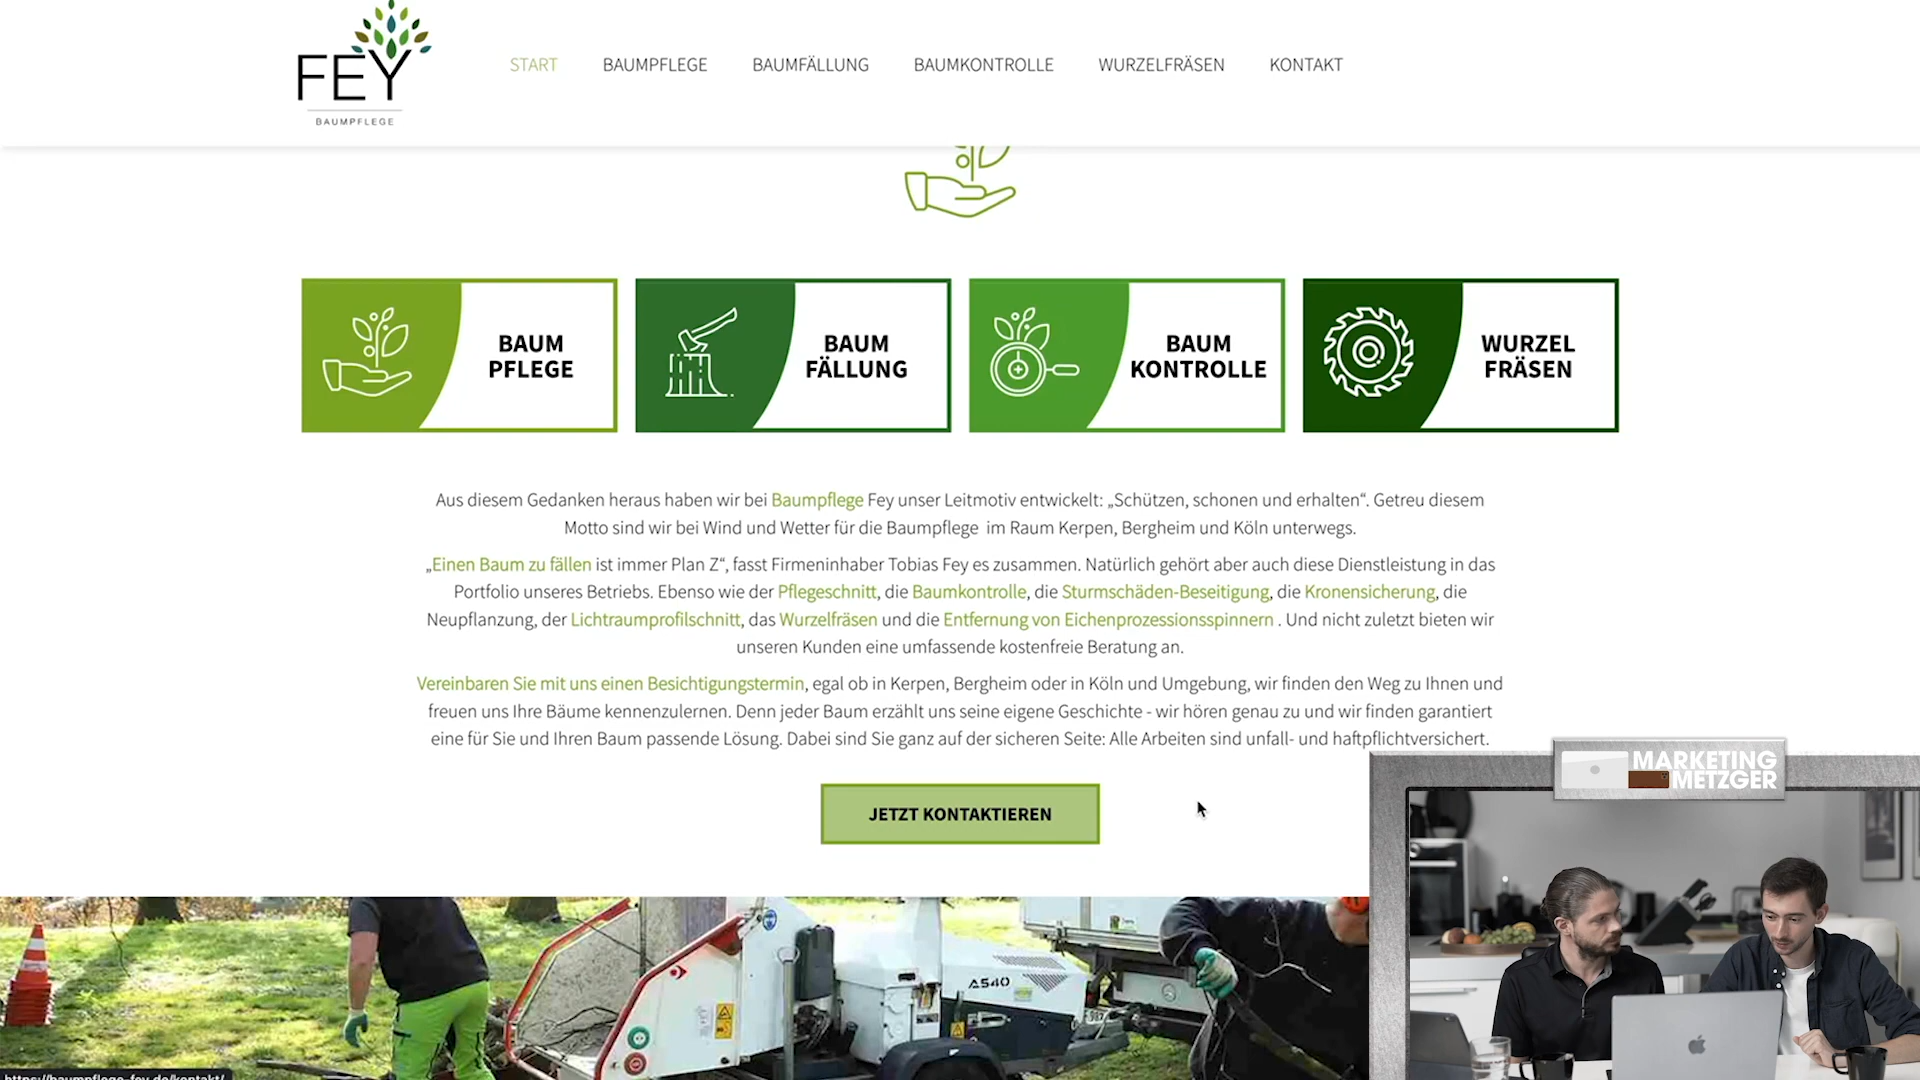 FEY
BAUMPFLEGE
START BAUMPFLEGE BAUMFÄLLUNG BAUMKONTROLLE WURZELFRÄSEN KONTAKT
BAUM
PFLEGE
BAUM
FÄLLUNG
BAUM
KONTROLLE
WURZEL
FRÄSEN
Aus diesem Gedanken heraus haben wir bei Baumpflege Fey unser Leitmotiv entwickelt: „Schützen, schonen und erhalten“. Getreu diesem
Motto sind wir bei Wind und Wetter für die Baumpflege im Raum Kerpen, Bergheim und Köln unterwegs.
„Einen Baum zu fällen ist immer Plan Z“, fasst Firmeninhaber Tobias Fey es zusammen. Natürlich gehört aber auch diese Dienstleistung in das
Portfolio unseres Betriebs. Ebenso wie der Pflegeschnitt, die Baumkontrolle, die Sturmschäden-Beseitigung, die Kronensicherung, die
Neupflanzung, der Lichtraumprofilschnitt, das Wurzelfräsen und die Entfernung von Eichenprozessionsspinnern . Und nicht zuletzt bieten wir
unseren Kunden eine umfassende kostenfreie Beratung an.
Vereinbaren Sie mit uns einen Besichtigungstermin, egal ob in Kerpen, Bergheim oder in Köln und Umgebung, wir finden den Weg zu Ihnen und
freuen uns Ihre Bäume kennenzulernen. Denn jeder Baum erzählt uns seine eigene Geschichte - wir hören genau zu und wir finden garantiert
eine für Sie und Ihren Baum passende Lösung. Dabei sind Sie ganz auf der sicheren Seite: Alle Arbeiten sind unfall- und haftpflichtversichert.
JETZT KONTAKTIEREN
MARKETING
METZGER
A540
https://baumpflege-fey.de/kontakt/